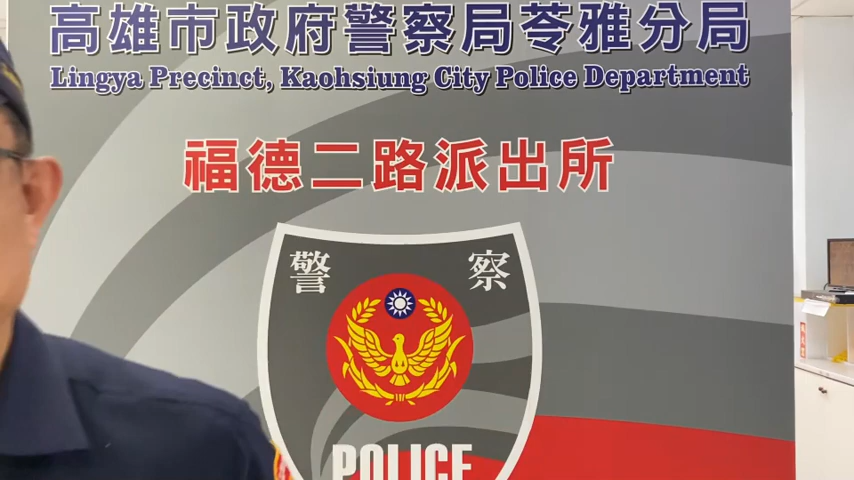 高雄市政府警察局苓雅分局
Lingya Precinct, Kaohsiung City Police Department
福德二路派出所
警 察
POLICE